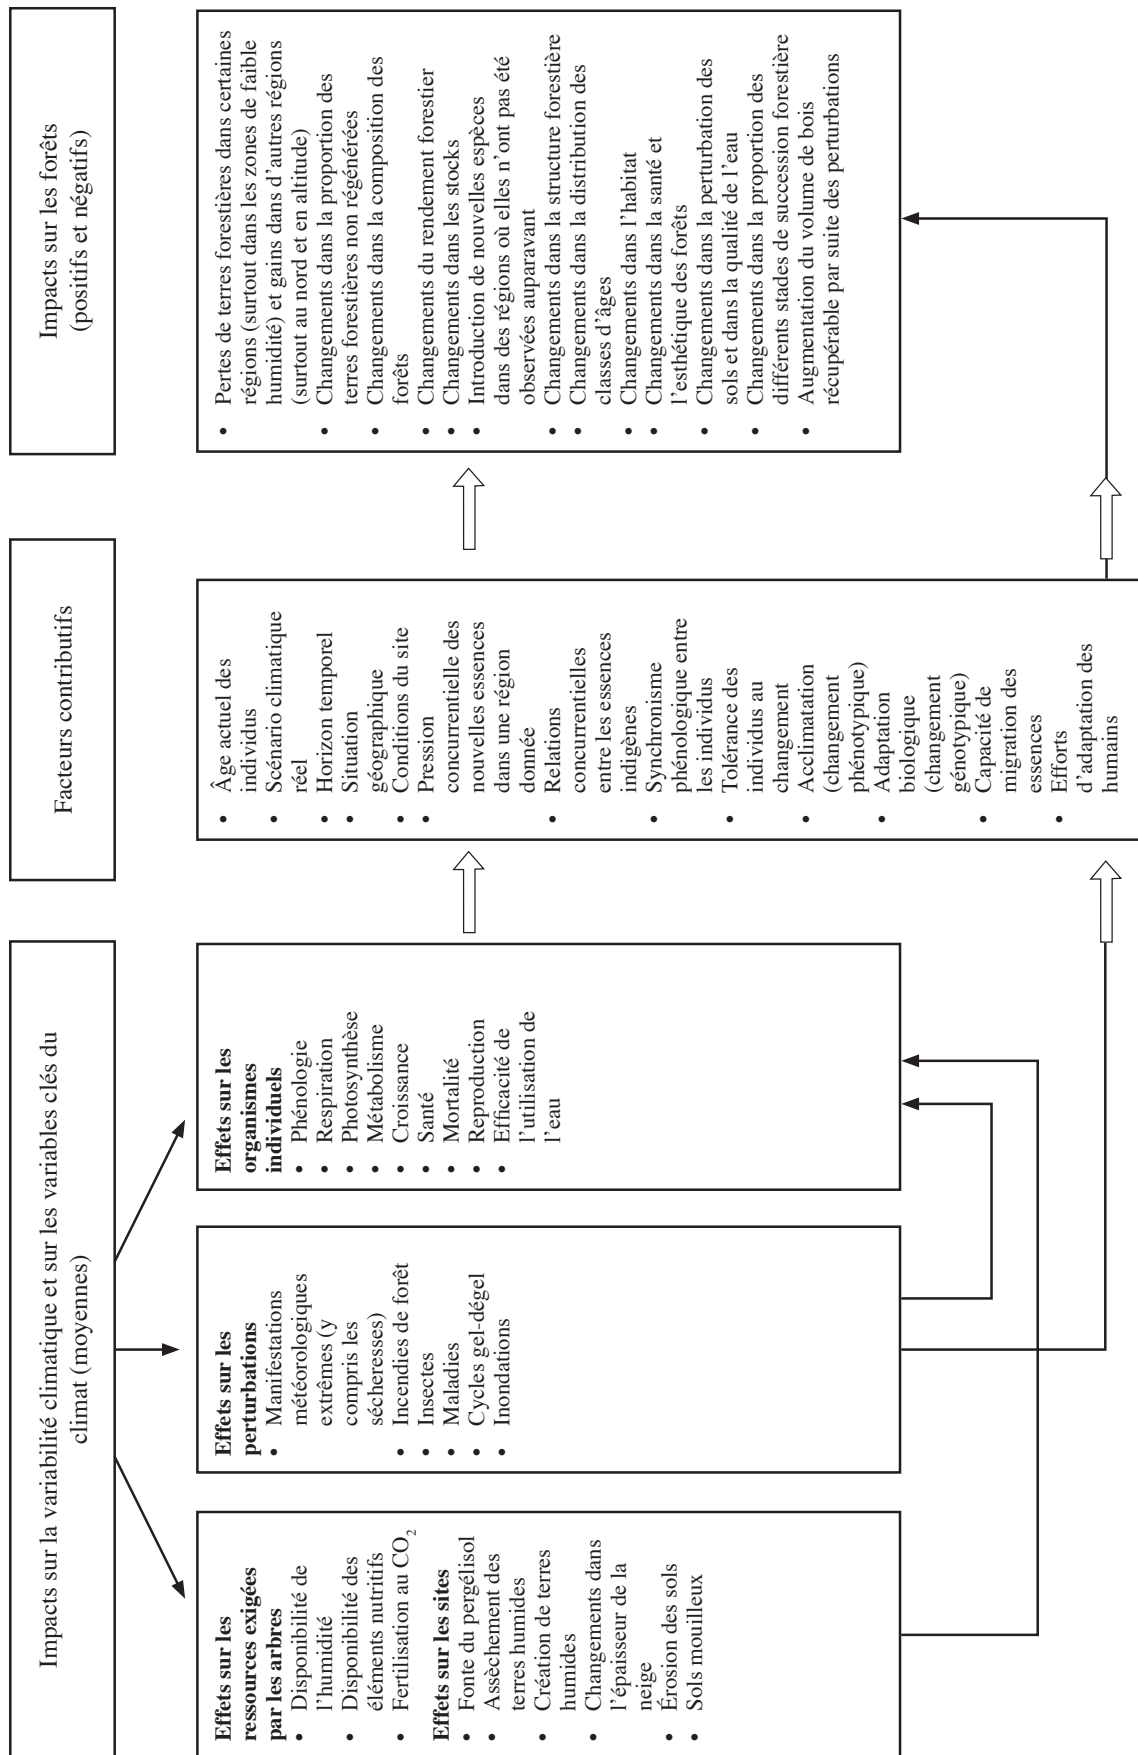 Impacts sur la variabilité climatique et sur les variables clés du
climat (moyennes)
Facteurs contributifs
Impacts sur les forêts
(positifs et négatifs)
Effets sur les
ressources exigées
par les arbres
• Disponibilité de
l'humidité
• Disponibilité des
éléments nutritifs
• Fertilisation au CO₂
Effets sur les sites
• Fonte du pergélisol
• Assèchement des
terres humides
• Création de terres
humides
• Changements dans
l'épaisseur de la
neige
• Érosion des sols
• Sols mouilleux
Effets sur les
perturbations
• Manifestations
météorologiques
extrêmes (y
compris les
sécheresses)
• Incendies de forêt
• Insectes
• Maladies
• Cycles gel-dégel
• Inondations
Effets sur les
organismes
individuels
• Phénologie
• Respiration
• Photosynthèse
• Métabolisme
• Croissance
• Santé
• Mortalité
• Reproduction
• Efficacité de
l'utilisation de
l'eau
• Âge actuel des
individus
• Scénario climatique
réel
• Horizon temporel
• Situation
géographique
• Conditions du site
• Pression
concurrentielle des
nouvelles essences
dans une région
donnée
• Relations
concurrentielles
entre les essences
indigènes
• Synchronisme
phénologique entre
les individus
• Tolérance des
individus au
changement
• Acclimatation
(changement
phénotypique)
• Adaptation
biologique
(changement
génotypique)
• Capacité de
migration des
essences
• Efforts
d'adaptation des
humains
• Pertes de terres forestières dans certaines
régions (surtout dans les zones de faible
humidité) et gains dans d'autres régions
(surtout au nord et en altitude)
• Changements dans la proportion des
terres forestières non régénérées
• Changements dans la composition des
forêts
• Changements du rendement forestier
• Changements dans les stocks
• Introduction de nouvelles espèces
dans des régions où elles n'ont pas été
observées auparavant
• Changements dans la structure forestière
• Changements dans la distribution des
classes d'âges
• Changements dans l'habitat
• Changements dans la santé et
l'esthétique des forêts
• Changements dans la perturbation des
sols et dans la qualité de l'eau
• Changements dans la proportion des
différents stades de succession forestière
• Augmentation du volume de bois
récupérable par suite des perturbations